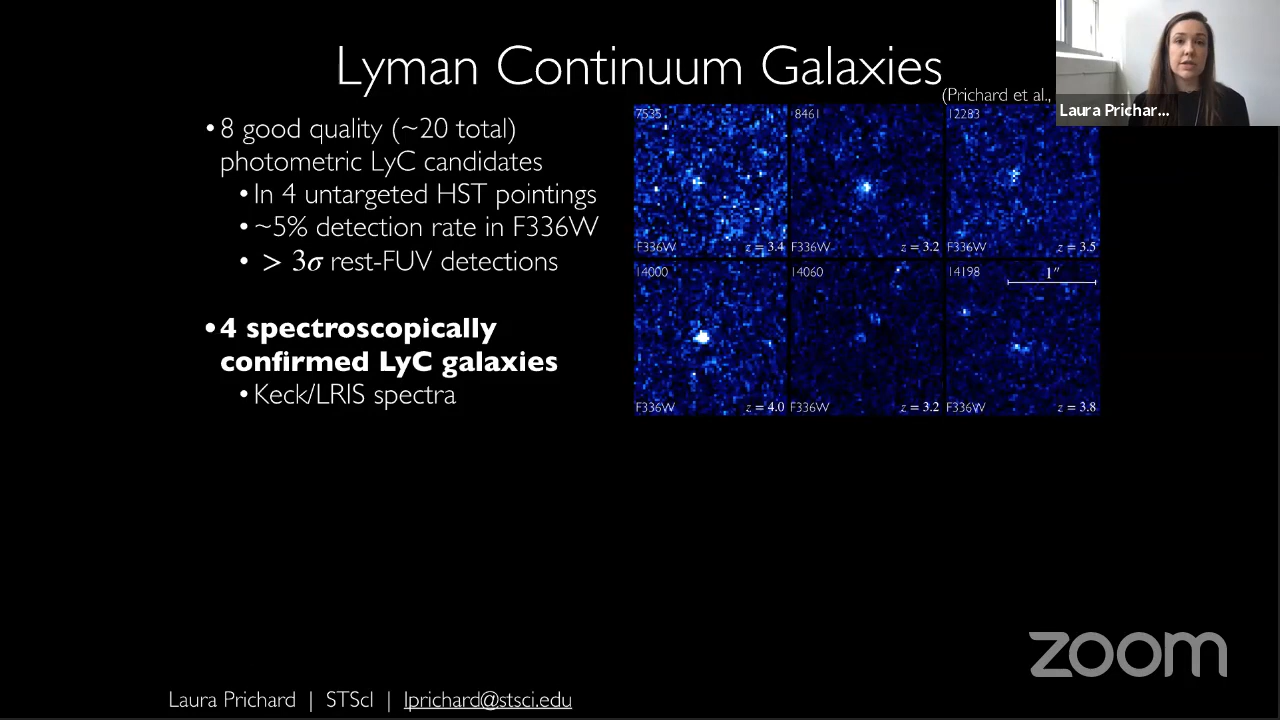 Lyman Continuum Galaxies
(Prichard et al.,
Laura Prichar...
• 8 good quality (~20 total)
photometric LyC candidates
• In 4 untargeted HST pointings
• ~5% detection rate in F336W
• > 3σ rest-FUV detections
• 4 spectroscopically
confirmed LyC galaxies
• Keck/LRIS spectra
7535 8461 12283
F336W z = 3.4 F336W z = 3.2 F336W z = 3.5
14000 14060 14198 1″
F336W z = 4.0 F336W z = 3.2 F336W z = 3.8
zoom
Laura Prichard | STScI | lprichard@stsci.edu